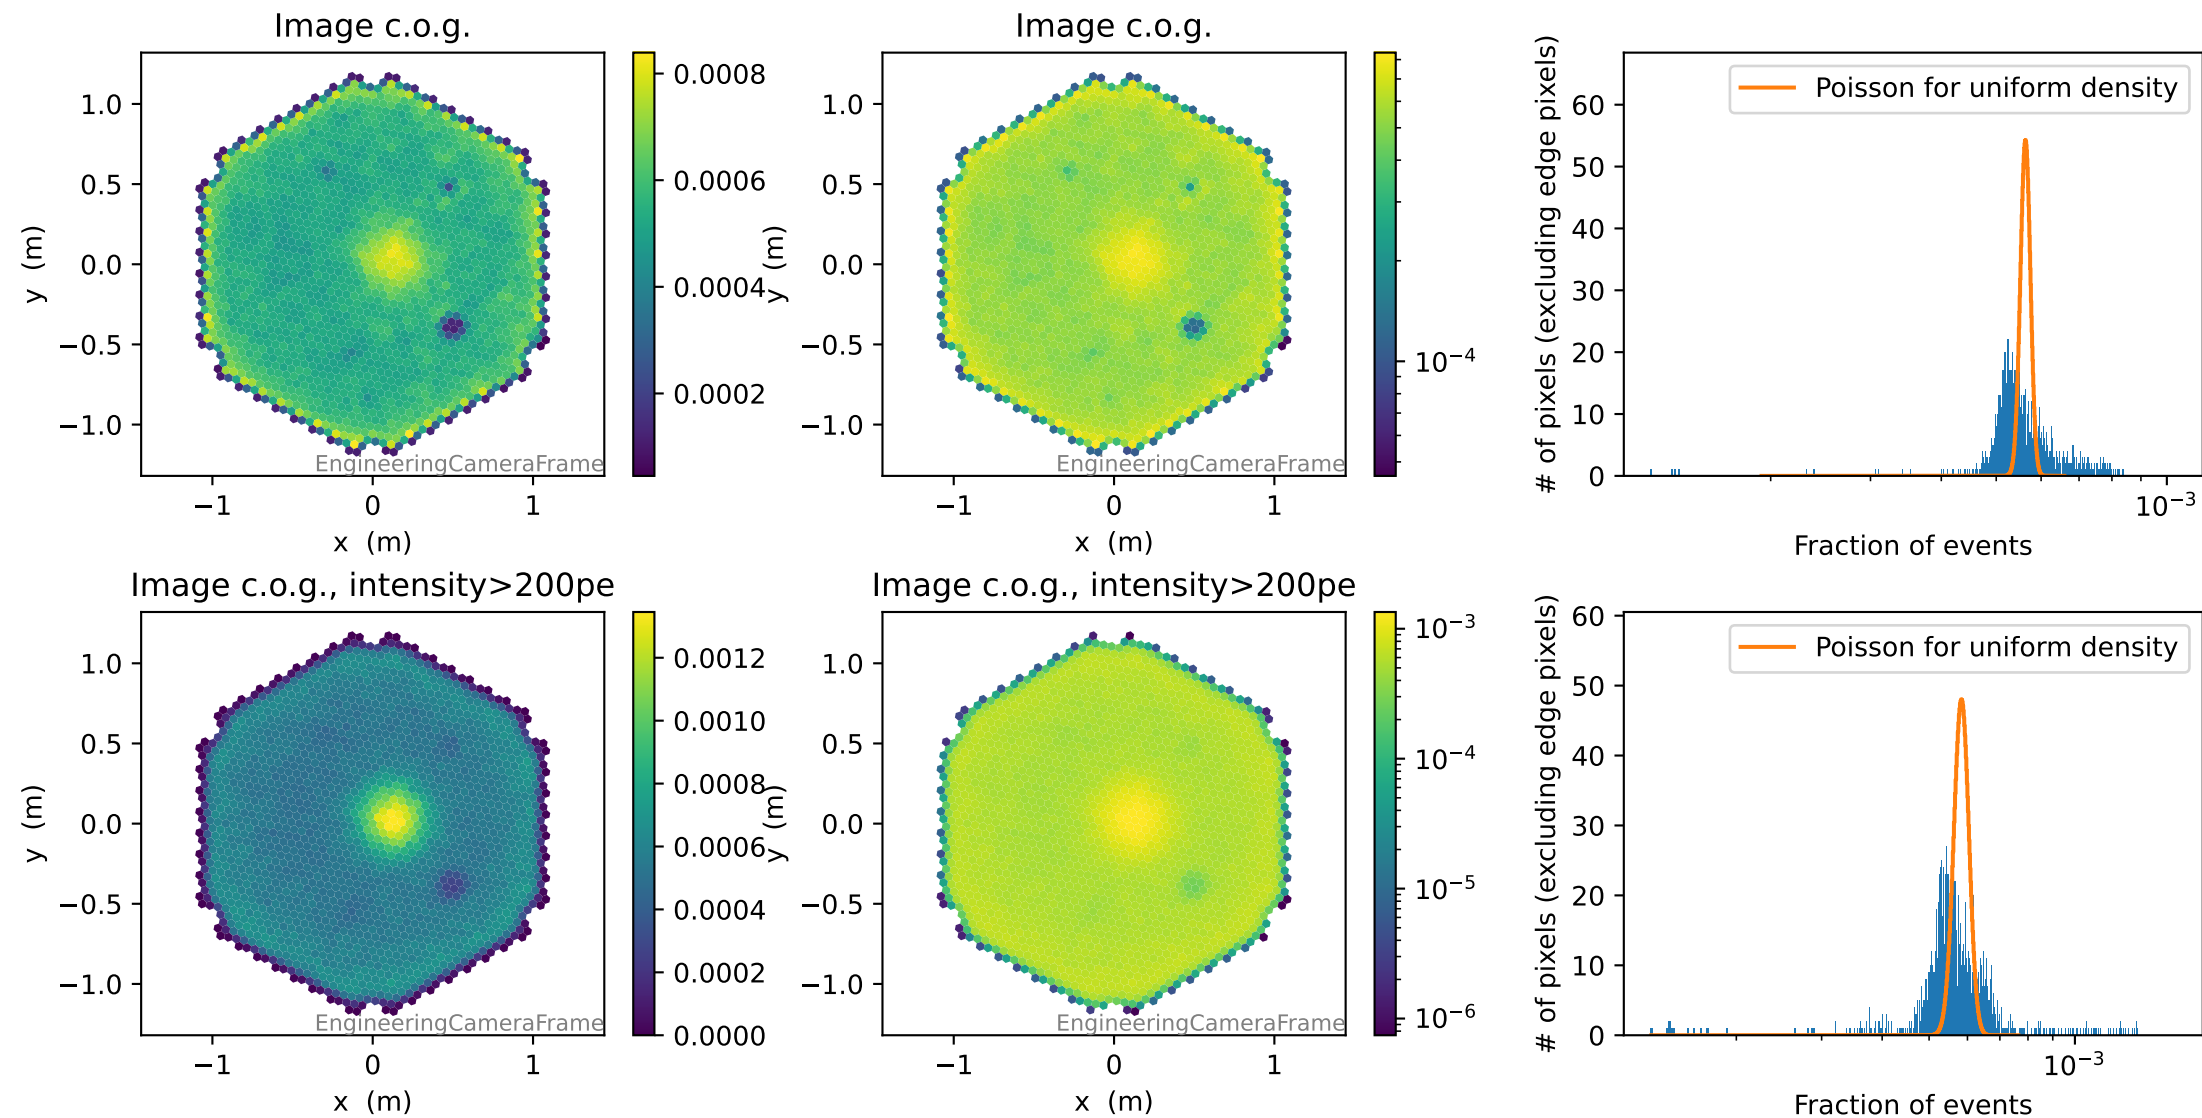 Image c.o.g.
1.0
0.5
0.0
−0.5
−1.0
y (m)
−1
0
1
x (m)
EngineeringCameraFrame
0.0008
0.0006
0.0004
0.0002
Image c.o.g.
1.0
0.5
0.0
−0.5
−1.0
y (m)
−1
0
1
x (m)
EngineeringCameraFrame
10⁻⁴
# of pixels (excluding edge pixels)
60
50
40
30
20
10
0
Poisson for uniform density
10⁻³
Fraction of events
Image c.o.g., intensity>200pe
1.0
0.5
0.0
−0.5
−1.0
y (m)
−1
0
1
x (m)
EngineeringCameraFrame
0.0012
0.0010
0.0008
0.0006
0.0004
0.0002
0.0000
Image c.o.g., intensity>200pe
1.0
0.5
0.0
−0.5
−1.0
y (m)
−1
0
1
x (m)
EngineeringCameraFrame
10⁻³
10⁻⁴
10⁻⁵
10⁻⁶
# of pixels (excluding edge pixels)
60
50
40
30
20
10
0
Poisson for uniform density
10⁻³
Fraction of events